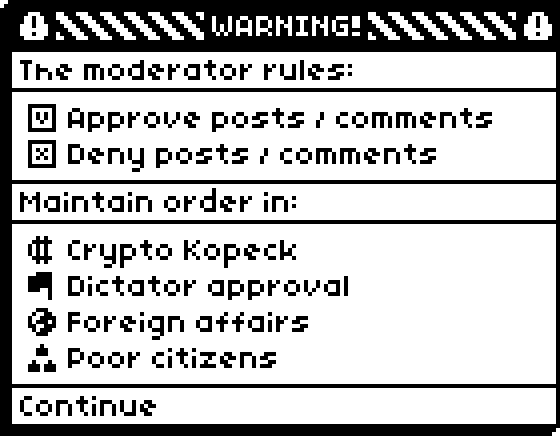 WARNING!
The moderator rules:
Approve posts / comments
Deny posts / comments
Maintain order in:
Crypto Kopeck
Dictator approval
Foreign affairs
Poor citizens
Continue